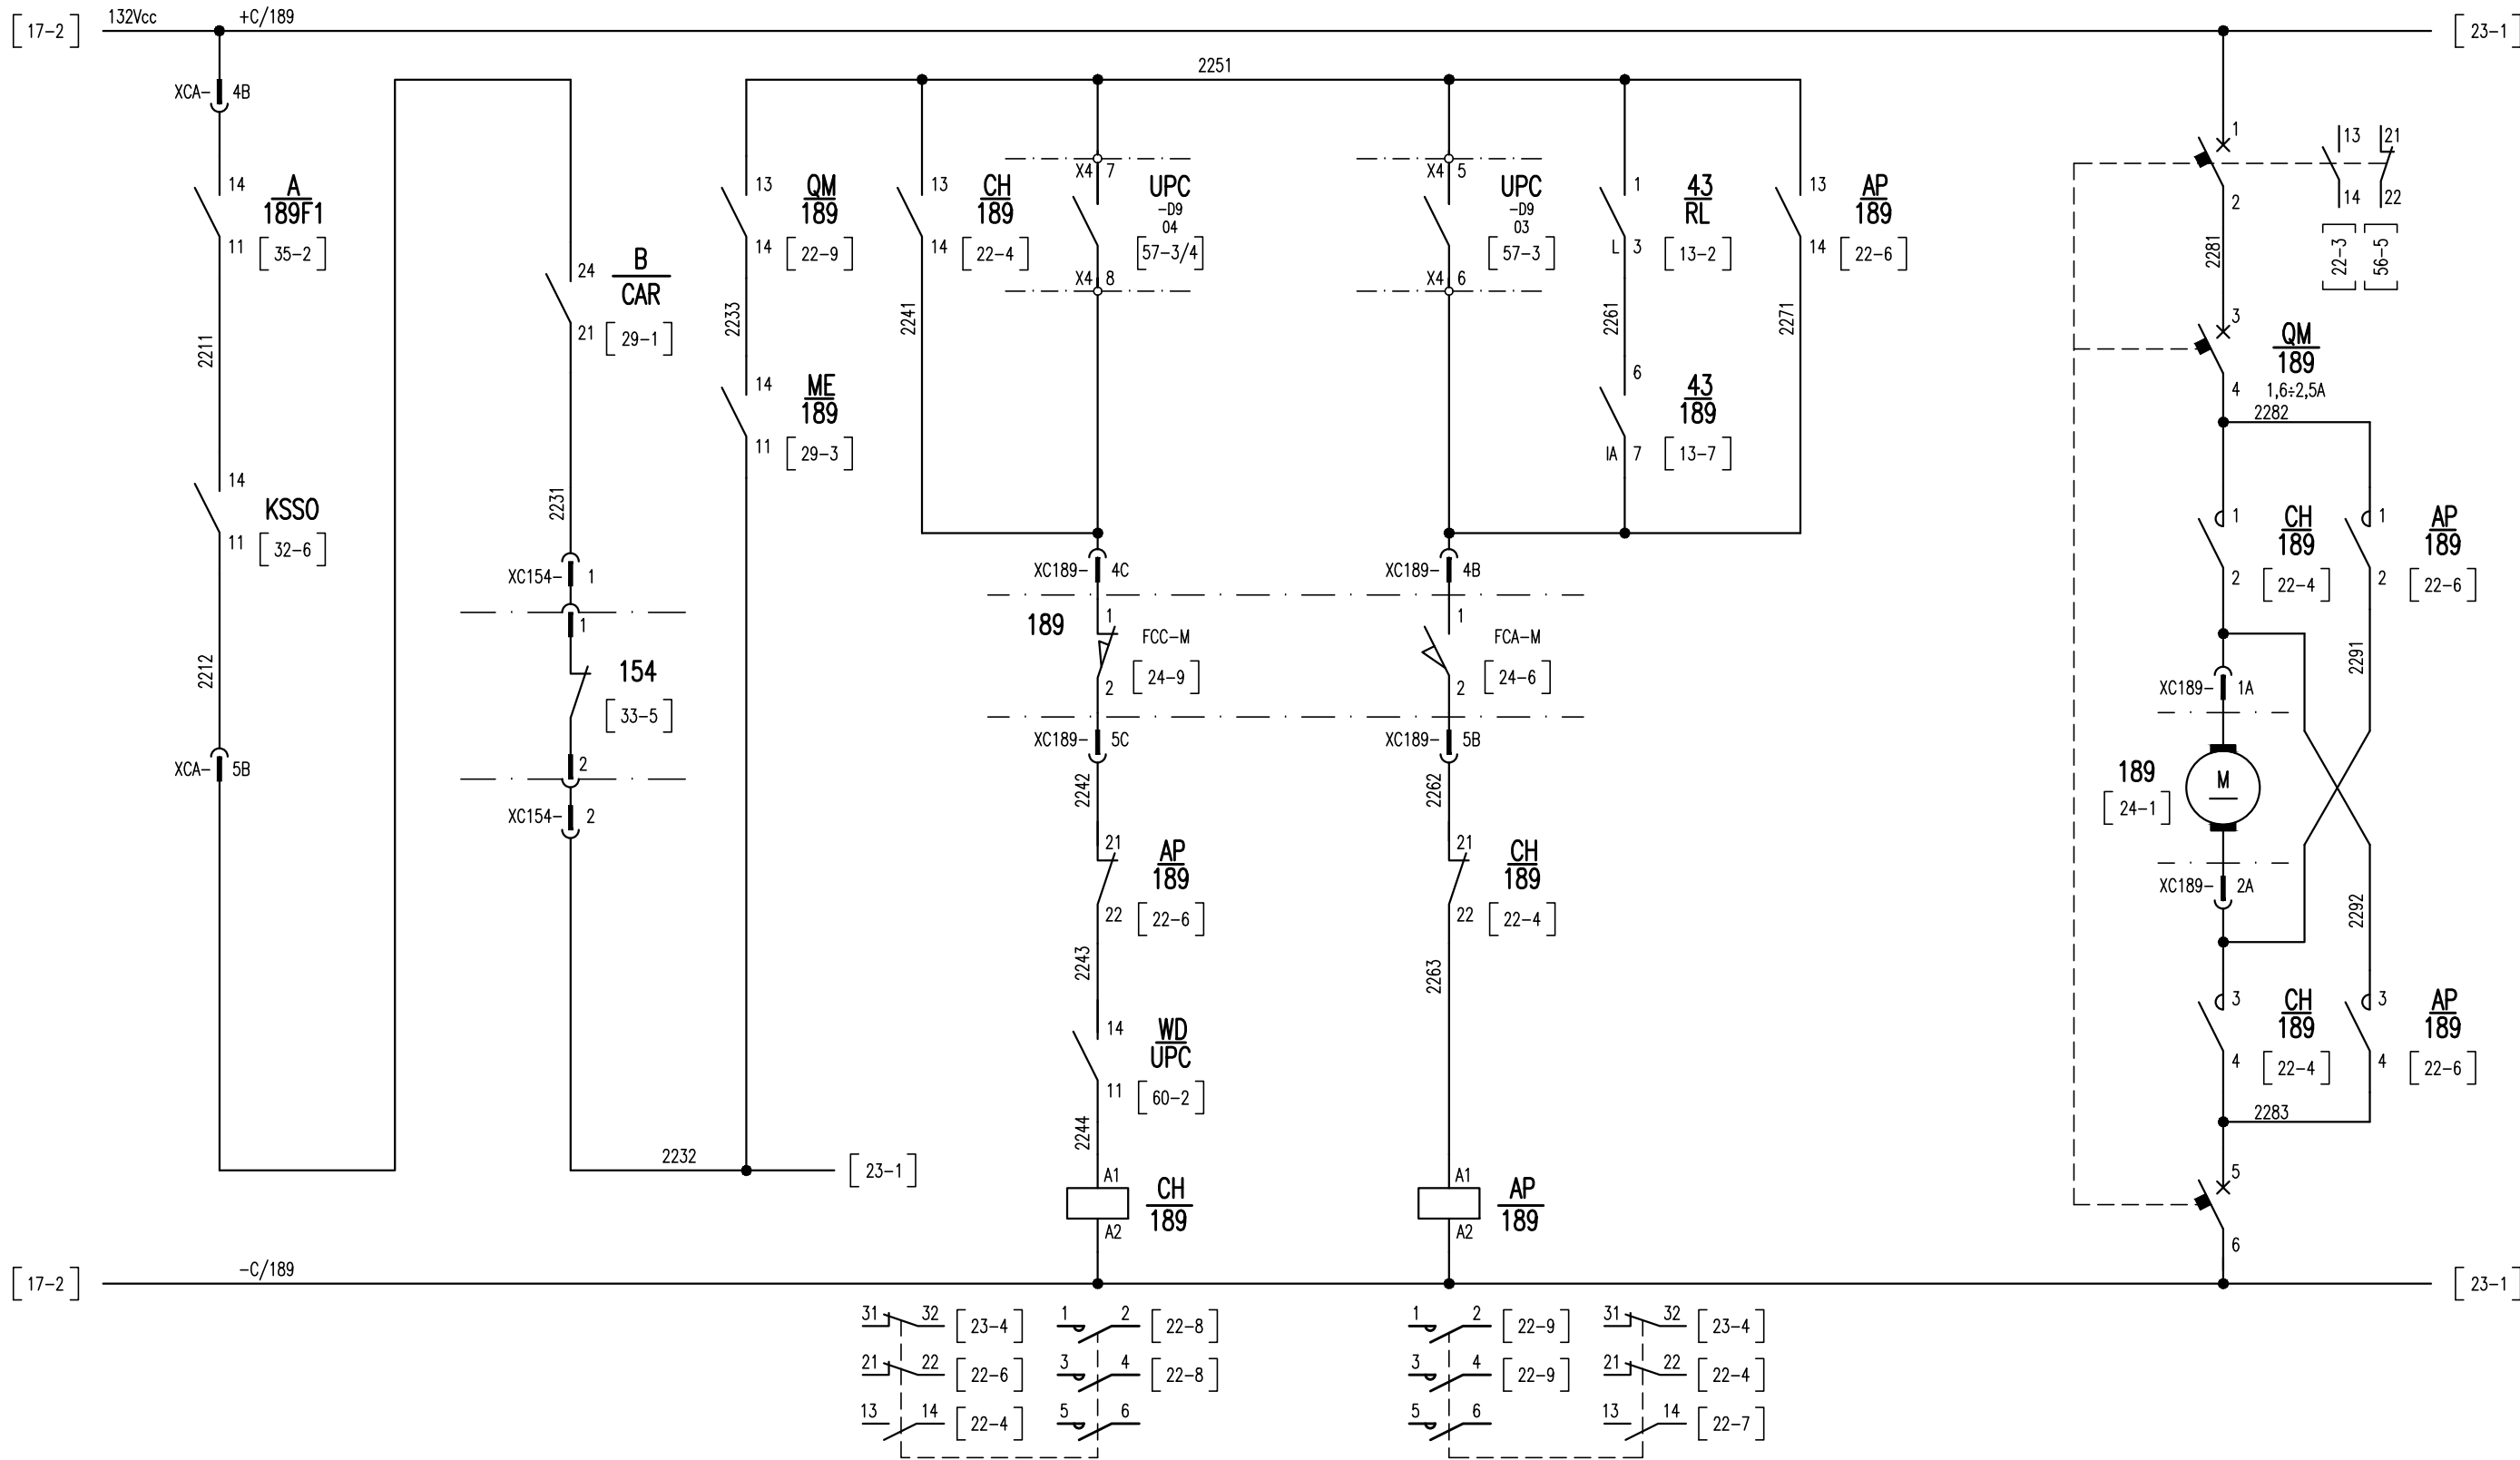 [17-2] 132Vcc +C/189 [23-1]
2251
XCA- 4B
14 A
189F1
11 [35-2]
2211
14 KSSO
11 [32-6]
2212
XCA- 5B
24 B
CAR
21 [29-1]
2231
XC154- 1
1
154
[33-5]
2
XC154- 2
2232 [23-1]
13 QM
189
14 [22-9]
2233
14 ME
189
11 [29-3]
13 CH
189
14 [22-4]
2241
X4 7
UPC
-D9
04
[57-3/4]
X4 8
XC189- 4C
189
1
FCC-M
[24-9]
2
XC189- 5C
2242
21 AP
189
22 [22-6]
2243
14 WD
UPC
11 [60-2]
2244
A1 CH
189
A2
X4 5
UPC
-D9
03
[57-3]
X4 6
1 43
RL
L 3 [13-2]
2261
6 43
189
IA 7 [13-7]
13 AP
189
14 [22-6]
2271
XC189- 4B
1
FCA-M
[24-6]
2
XC189- 5B
2262
21 CH
189
22 [22-4]
2263
A1 AP
189
A2
1
2
13 21
14 22
[22-3] [56-5]
2281
3
QM
189
4 1,6÷2,5A
2282
1 CH
189
2 [22-4]
1 AP
189
2 [22-6]
2291
XC189- 1A
189
[24-1]
M
XC189- 2A
2292
3 CH
189
4 [22-4]
3 AP
189
4 [22-6]
2283
5
6
[17-2] -C/189 [23-1]
31 32 [23-4] 1 2 [22-8]
21 22 [22-6] 3 4 [22-8]
13 14 [22-4] 5 6
1 2 [22-9] 31 32 [23-4]
3 4 [22-9] 21 22 [22-4]
5 6 13 14 [22-7]